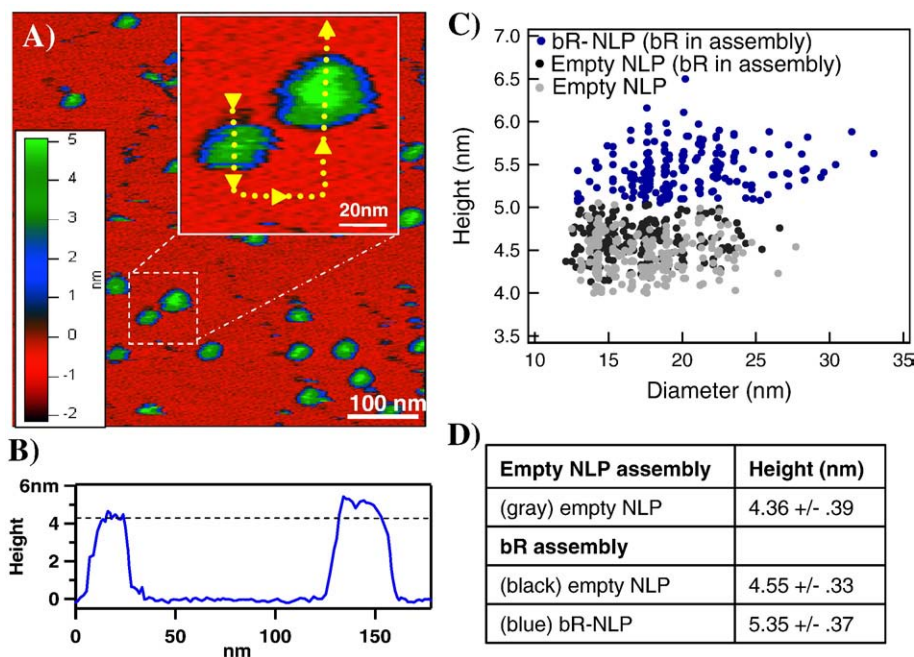 A)
20nm
5
4
3
2
1
0
-1
-2
nm
100 nm
B)
6nm
4
2
0
Height
0
50
100
150
nm
C)
7.0
6.5
6.0
5.5
5.0
4.5
4.0
3.5
Height (nm)
bR-NLP (bR in assembly)
Empty NLP (bR in assembly)
Empty NLP
10
15
20
25
30
35
Diameter (nm)
D)
Empty NLP assembly Height (nm)
(gray) empty NLP 4.36 +/- .39
bR assembly
(black) empty NLP 4.55 +/- .33
(blue) bR-NLP 5.35 +/- .37